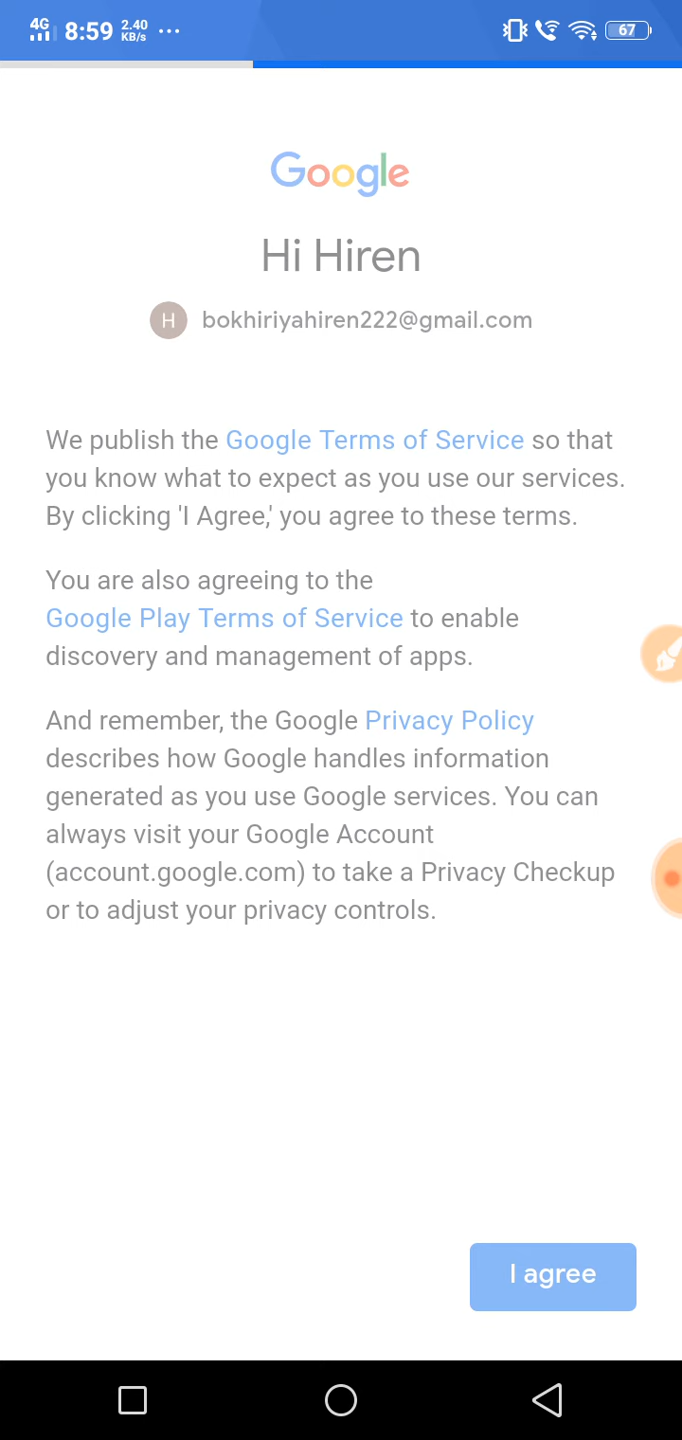 4G 8:59 2.40 KB/s ... 67
Google
Hi Hiren
H bokhiriyahiren222@gmail.com
We publish the Google Terms of Service so that
you know what to expect as you use our services.
By clicking 'I Agree,' you agree to these terms.
You are also agreeing to the
Google Play Terms of Service to enable
discovery and management of apps.
And remember, the Google Privacy Policy
describes how Google handles information
generated as you use Google services. You can
always visit your Google Account
(account.google.com) to take a Privacy Checkup
or to adjust your privacy controls.
I agree